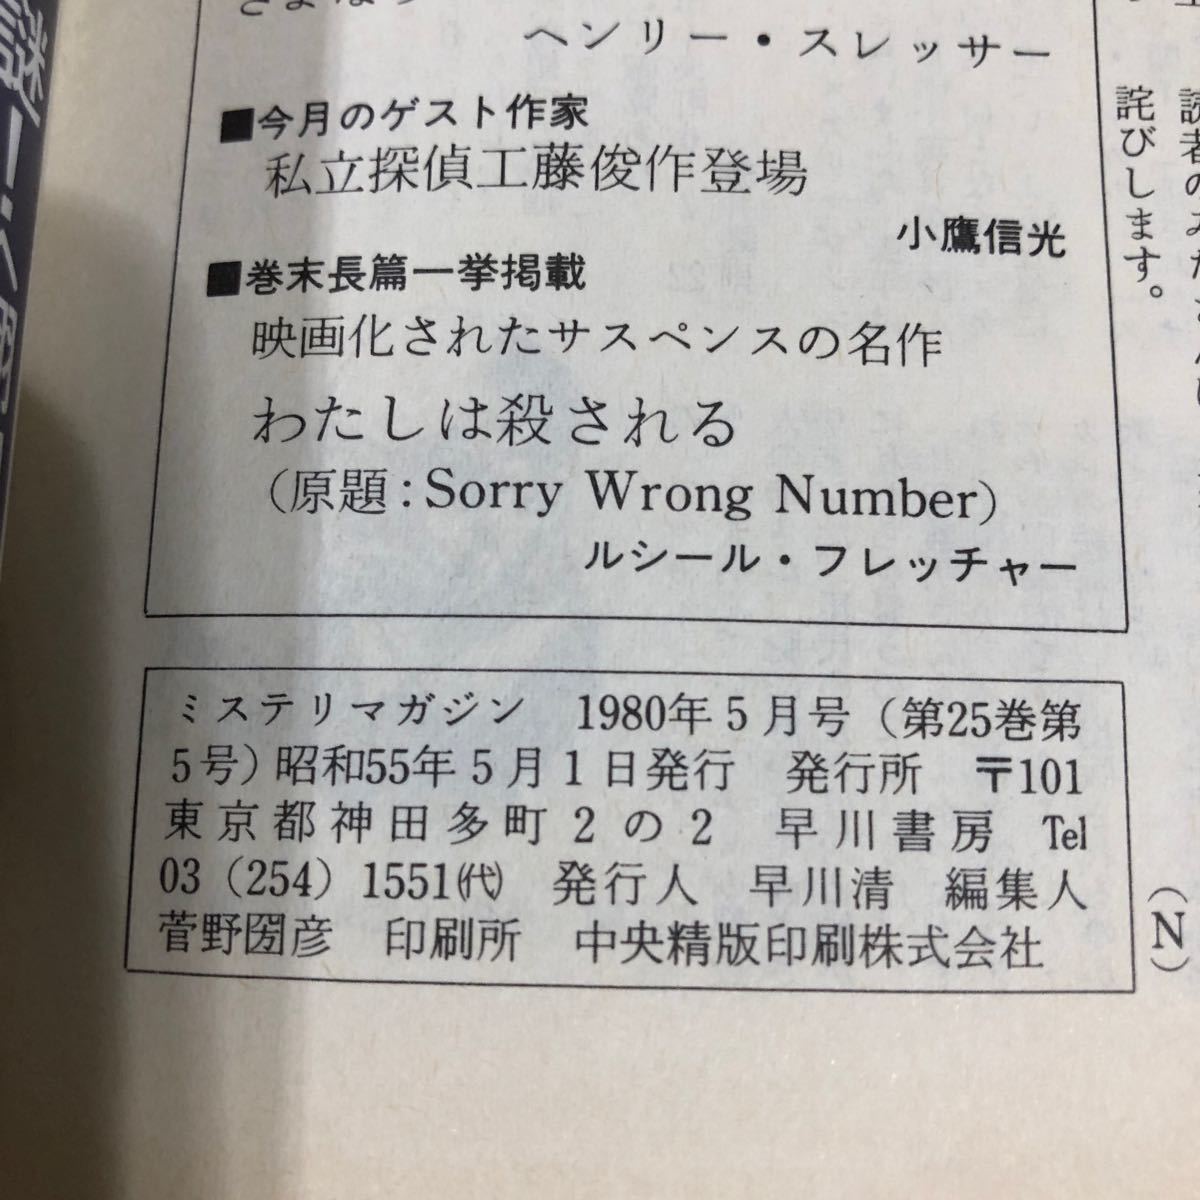 ヘンリー・スレッサー
■今月のゲスト作家
私立探偵工藤俊作登場
小鷹信光
■巻末長篇一挙掲載
映画化されたサスペンスの名作
わたしは殺される
(原題：Sorry Wrong Number)
ルシール・フレッチャー
ミステリマガジン　1980年5月号（第25巻第
5号）昭和55年5月1日発行　発行所　〒101
東京都神田多町2の2　早川書房　Tel
03（254）1551㈹　発行人　早川清　編集人
菅野圀彦　印刷所　中央精版印刷株式会社
詫びします。
(N)